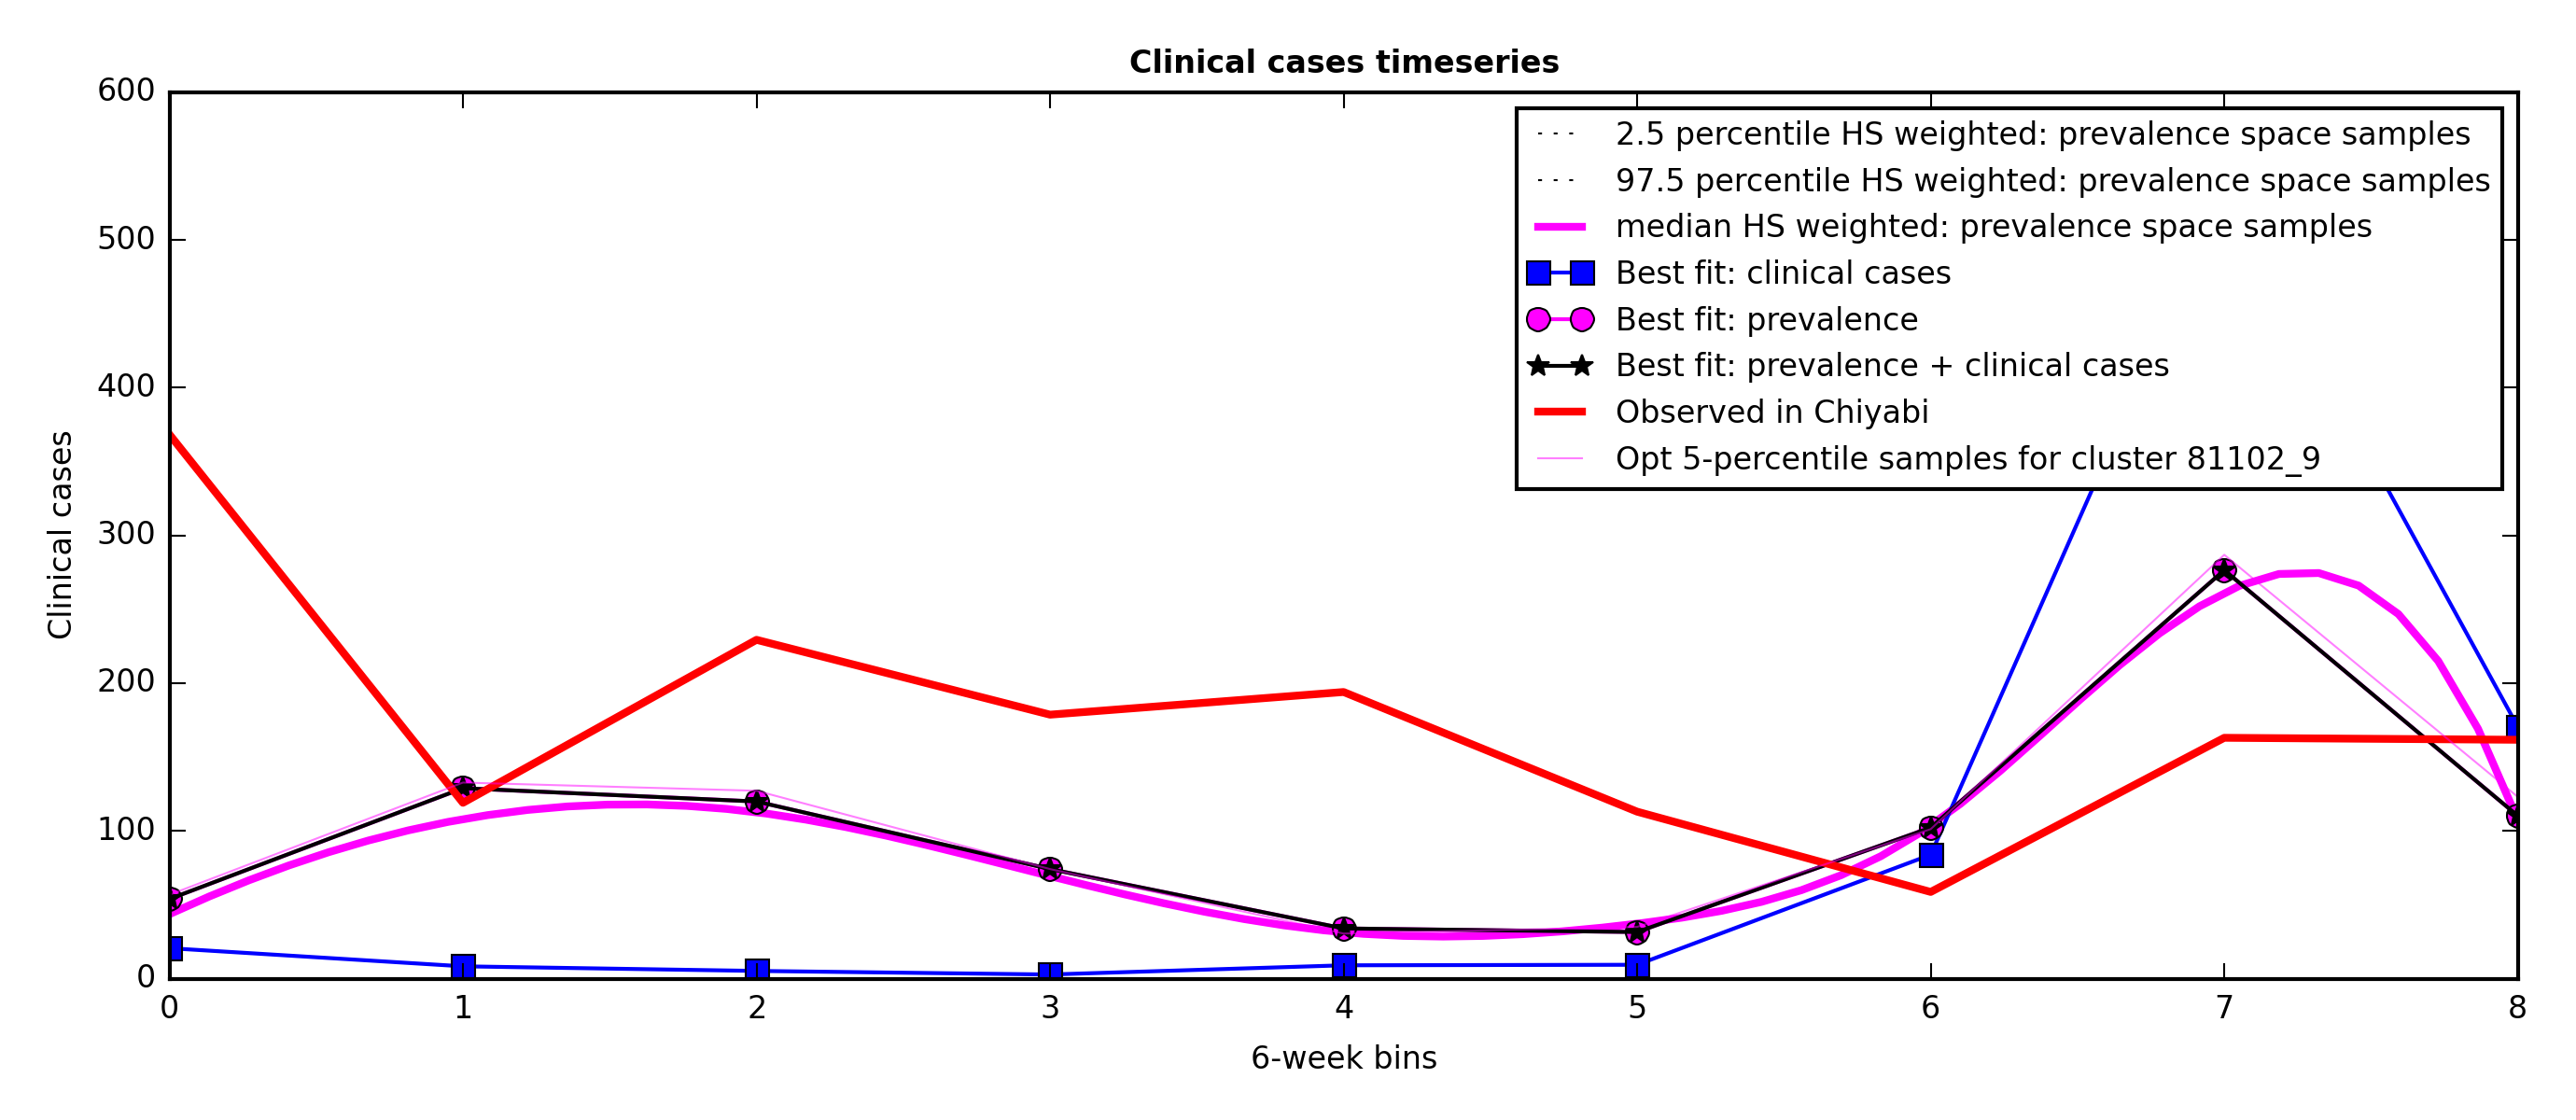 Clinical cases timeseries
600
500
400
300
200
100
0
Clinical cases
2.5 percentile HS weighted: prevalence space samples
97.5 percentile HS weighted: prevalence space samples
median HS weighted: prevalence space samples
Best fit: clinical cases
Best fit: prevalence
Best fit: prevalence + clinical cases
Observed in Chiyabi
Opt 5-percentile samples for cluster 81102_9
0 1 2 3 4 5 6 7 8
6-week bins